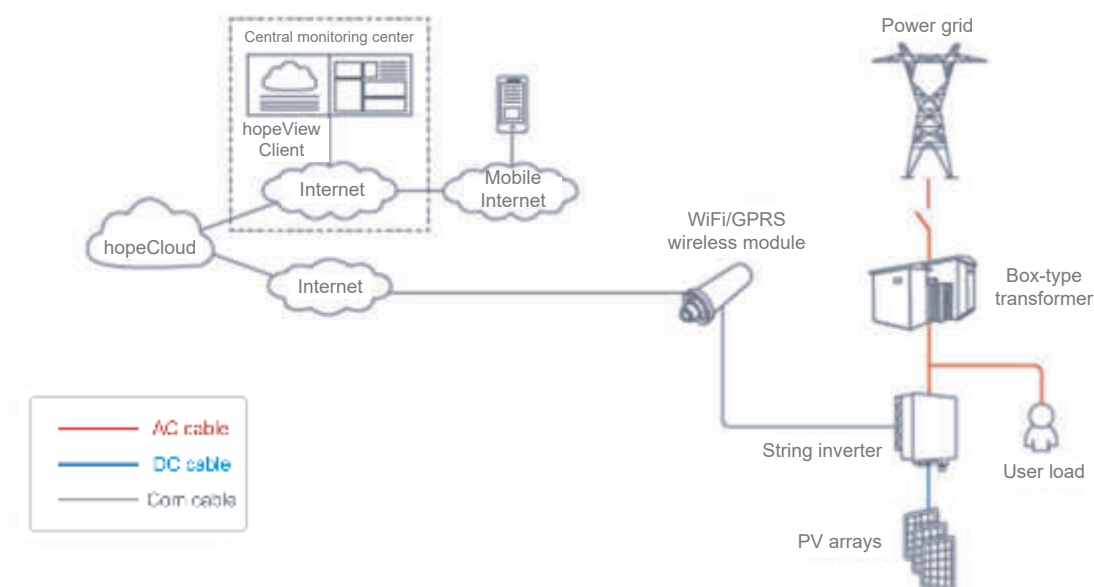 Power grid
Central monitoring center
hopeView
Client
Internet
Mobile
Internet
hopeCloud
WiFi/GPRS
wireless module
Internet
Box-type
transformer
AC cable
DC cable
Com cable
String inverter
User load
PV arrays